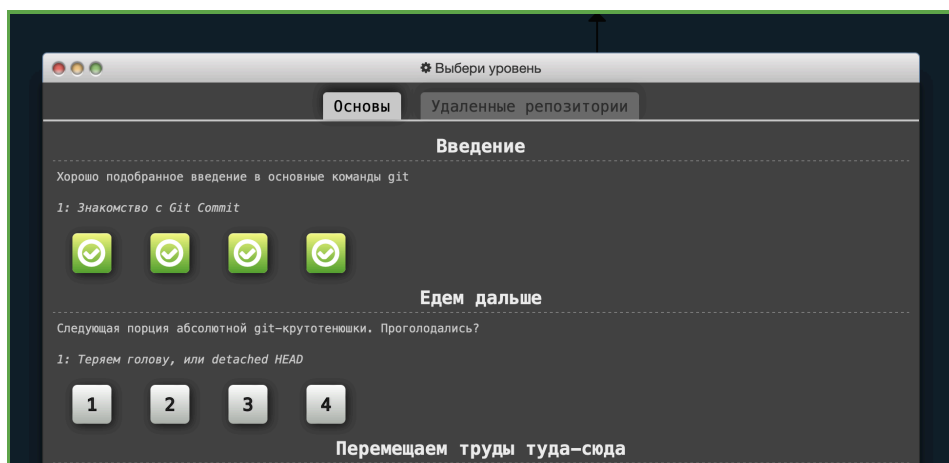 Выбери уровень
Основы Удаленные репозитории
Введение
Хорошо подобранное введение в основные команды git
1: Знакомство с Git Commit
Едем дальше
Следующая порция абсолютной git-крутотенюшки. Проголодались?
1: Теряем голову, или detached HEAD
1 2 3 4
Перемещаем труды туда-сюда